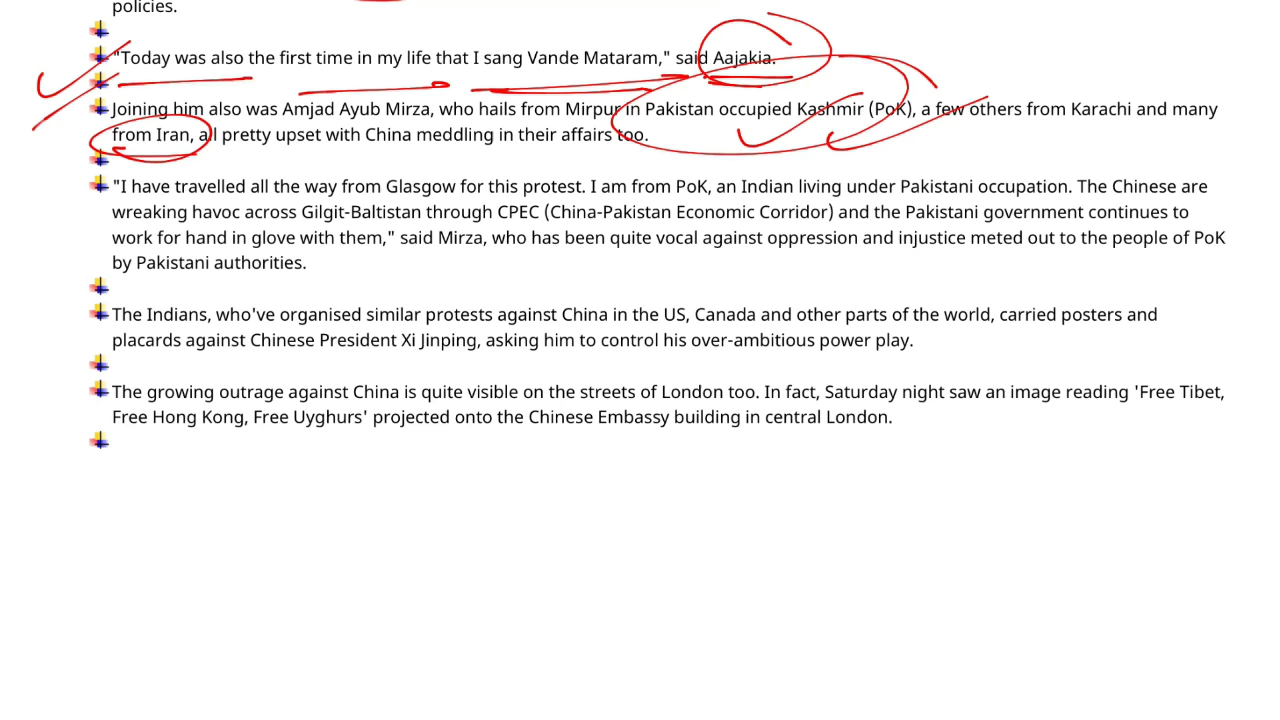 policies.
"Today was also the first time in my life that I sang Vande Mataram," said Aajakia.
Joining him also was Amjad Ayub Mirza, who hails from Mirpur in Pakistan occupied Kashmir (PoK), a few others from Karachi and many
from Iran, all pretty upset with China meddling in their affairs too.
"I have travelled all the way from Glasgow for this protest. I am from PoK, an Indian living under Pakistani occupation. The Chinese are
wreaking havoc across Gilgit-Baltistan through CPEC (China-Pakistan Economic Corridor) and the Pakistani government continues to
work for hand in glove with them," said Mirza, who has been quite vocal against oppression and injustice meted out to the people of PoK
by Pakistani authorities.
The Indians, who've organised similar protests against China in the US, Canada and other parts of the world, carried posters and
placards against Chinese President Xi Jinping, asking him to control his over-ambitious power play.
The growing outrage against China is quite visible on the streets of London too. In fact, Saturday night saw an image reading 'Free Tibet,
Free Hong Kong, Free Uyghurs' projected onto the Chinese Embassy building in central London.